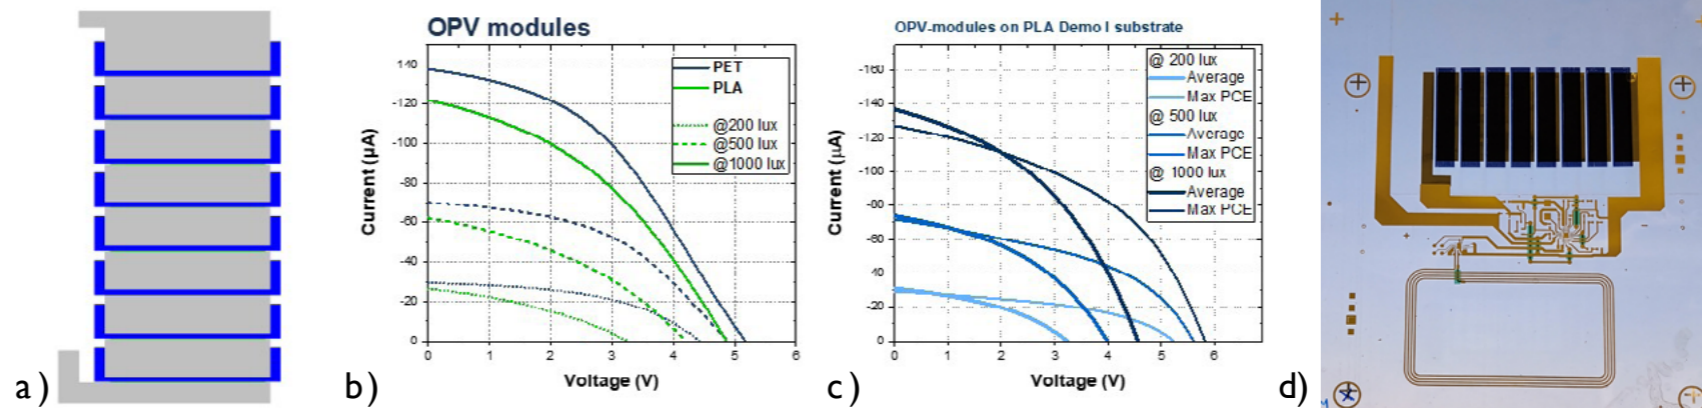 a)
b)
OPV modules
Current (µA)
140
-120
-100
-80
-60
-40
-20
0
0 1 2 3 4 5 6
Voltage (V)
PET
PLA
@200 lux
@500 lux
@1000 lux
c)
OPV-modules on PLA Demo I substrate
Current (µA)
-160
-140
-120
-100
-80
-60
40
-20
0
0 1 2 3 4 5 6
Voltage (V)
@ 200 lux
Average
Max PCE
@ 500 lux
Average
Max PCE
@ 1000 lux
Average
Max PCE
d)